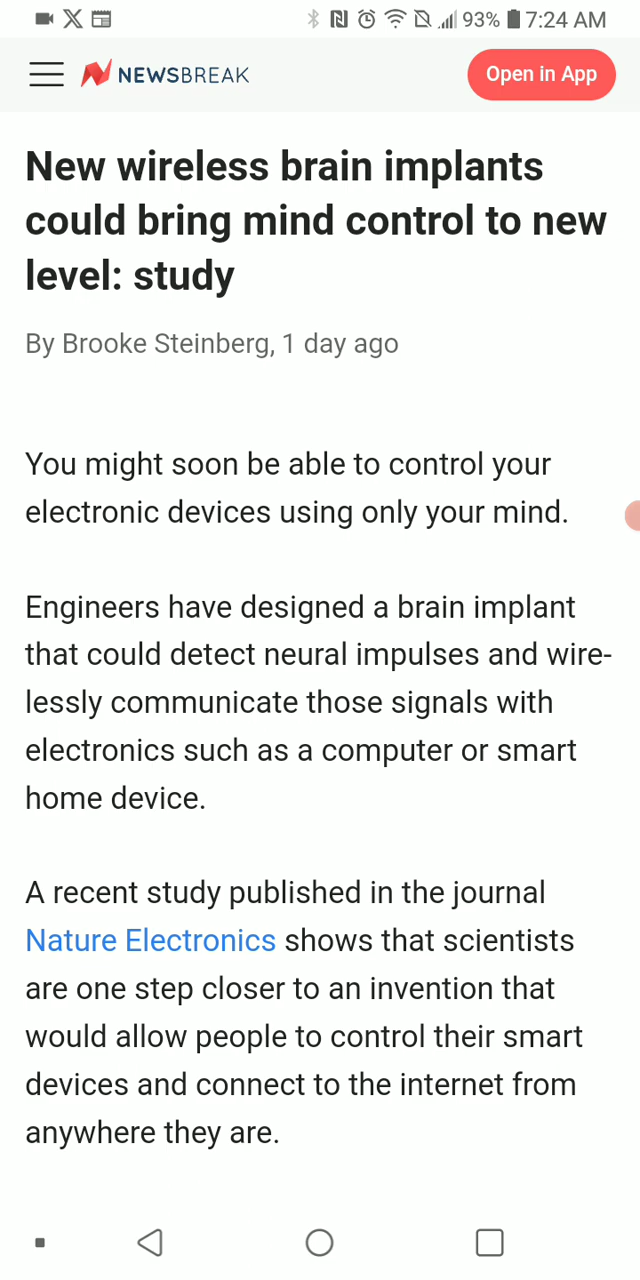 93% 7:24 AM
NEWSBREAK
Open in App
New wireless brain implants
could bring mind control to new
level: study
By Brooke Steinberg, 1 day ago
You might soon be able to control your
electronic devices using only your mind.
Engineers have designed a brain implant
that could detect neural impulses and wire-
lessly communicate those signals with
electronics such as a computer or smart
home device.
A recent study published in the journal
Nature Electronics shows that scientists
are one step closer to an invention that
would allow people to control their smart
devices and connect to the internet from
anywhere they are.